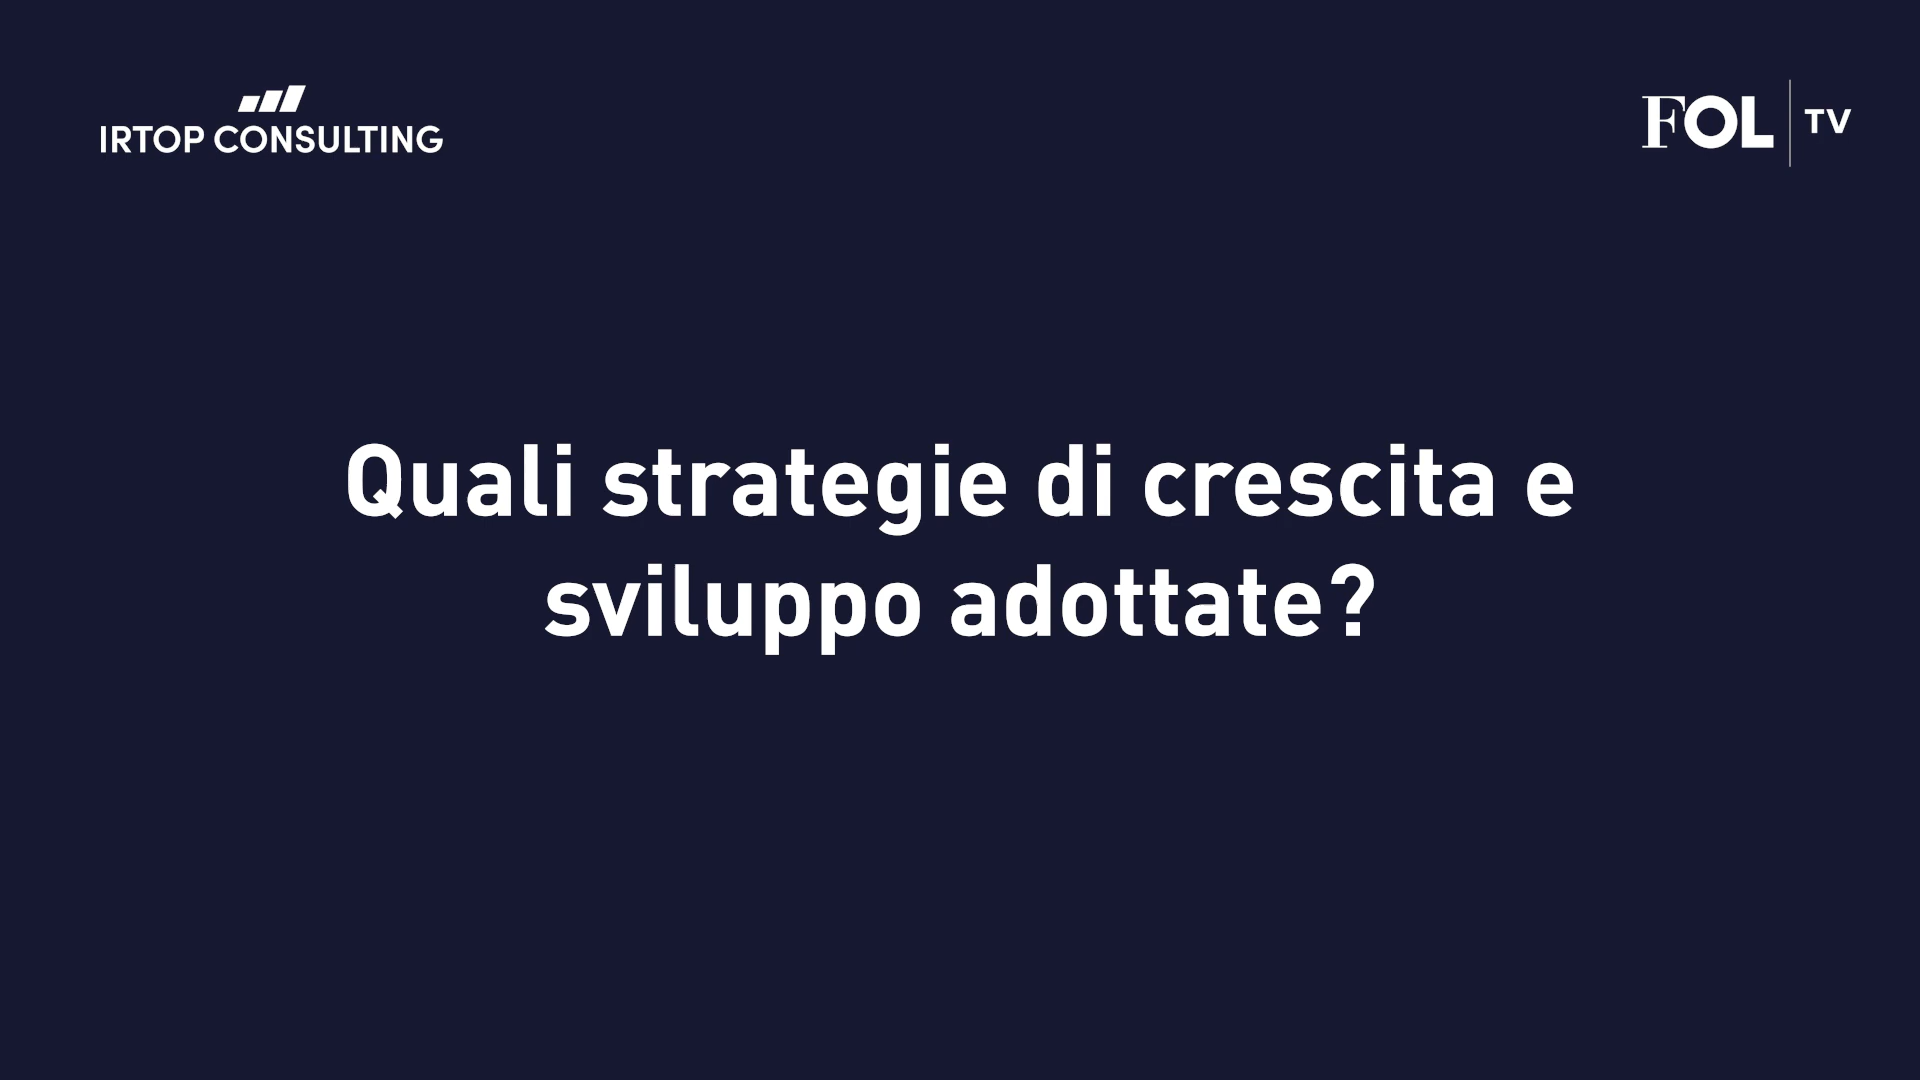 IRTOP CONSULTING
FOL TV
Quali strategie di crescita e
sviluppo adottate?